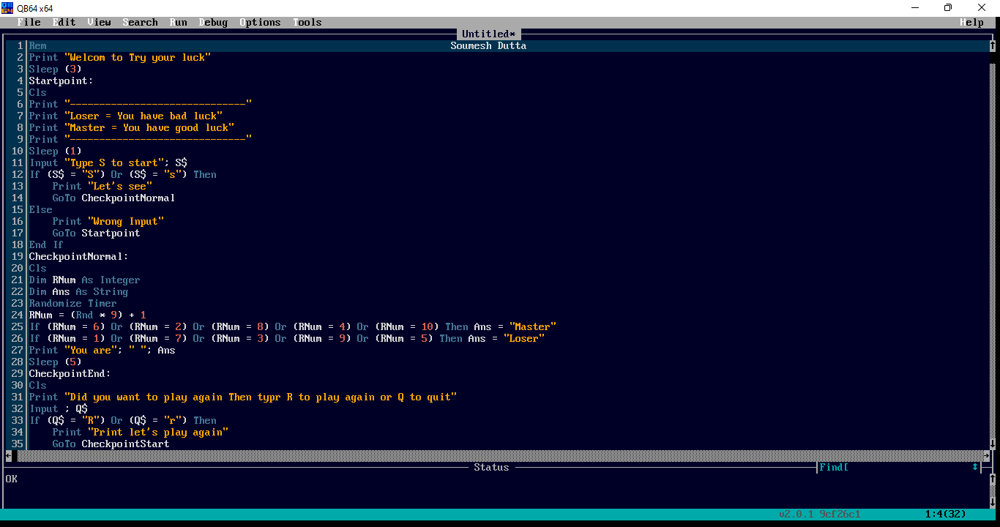 QB64 x64
File Edit View Search Run Debug Options Tools Help
Untitled*
1 Rem Soumesh Dutta
2 Print "Welcom to Try your luck"
3 Sleep (3)
4 Startpoint:
5 Cls
6 Print "------------------------------"
7 Print "Loser = You have bad luck"
8 Print "Master = You have good luck"
9 Print "------------------------------"
10 Sleep (1)
11 Input "Type S to start"; S$
12 If (S$ = "S") Or (S$ = "s") Then
13 Print "Let's see"
14 GoTo CheckpointNormal
15 Else
16 Print "Wrong Input"
17 GoTo Startpoint
18 End If
19 CheckpointNormal:
20 Cls
21 Dim RNum As Integer
22 Dim Ans As String
23 Randomize Timer
24 RNum = (Rnd * 9) + 1
25 If (RNum = 6) Or (RNum = 2) Or (RNum = 8) Or (RNum = 4) Or (RNum = 10) Then Ans = "Master"
26 If (RNum = 1) Or (RNum = 7) Or (RNum = 3) Or (RNum = 9) Or (RNum = 5) Then Ans = "Loser"
27 Print "You are"; " "; Ans
28 Sleep (5)
29 CheckpointEnd:
30 Cls
31 Print "Did you want to play again Then typr R to play again or Q to quit"
32 Input ; Q$
33 If (Q$ = "R") Or (Q$ = "r") Then
34 Print "Print let's play again"
35 GoTo CheckpointStart
Status Find[
OK
v2.0.1 9cf26c1 1:4(32)